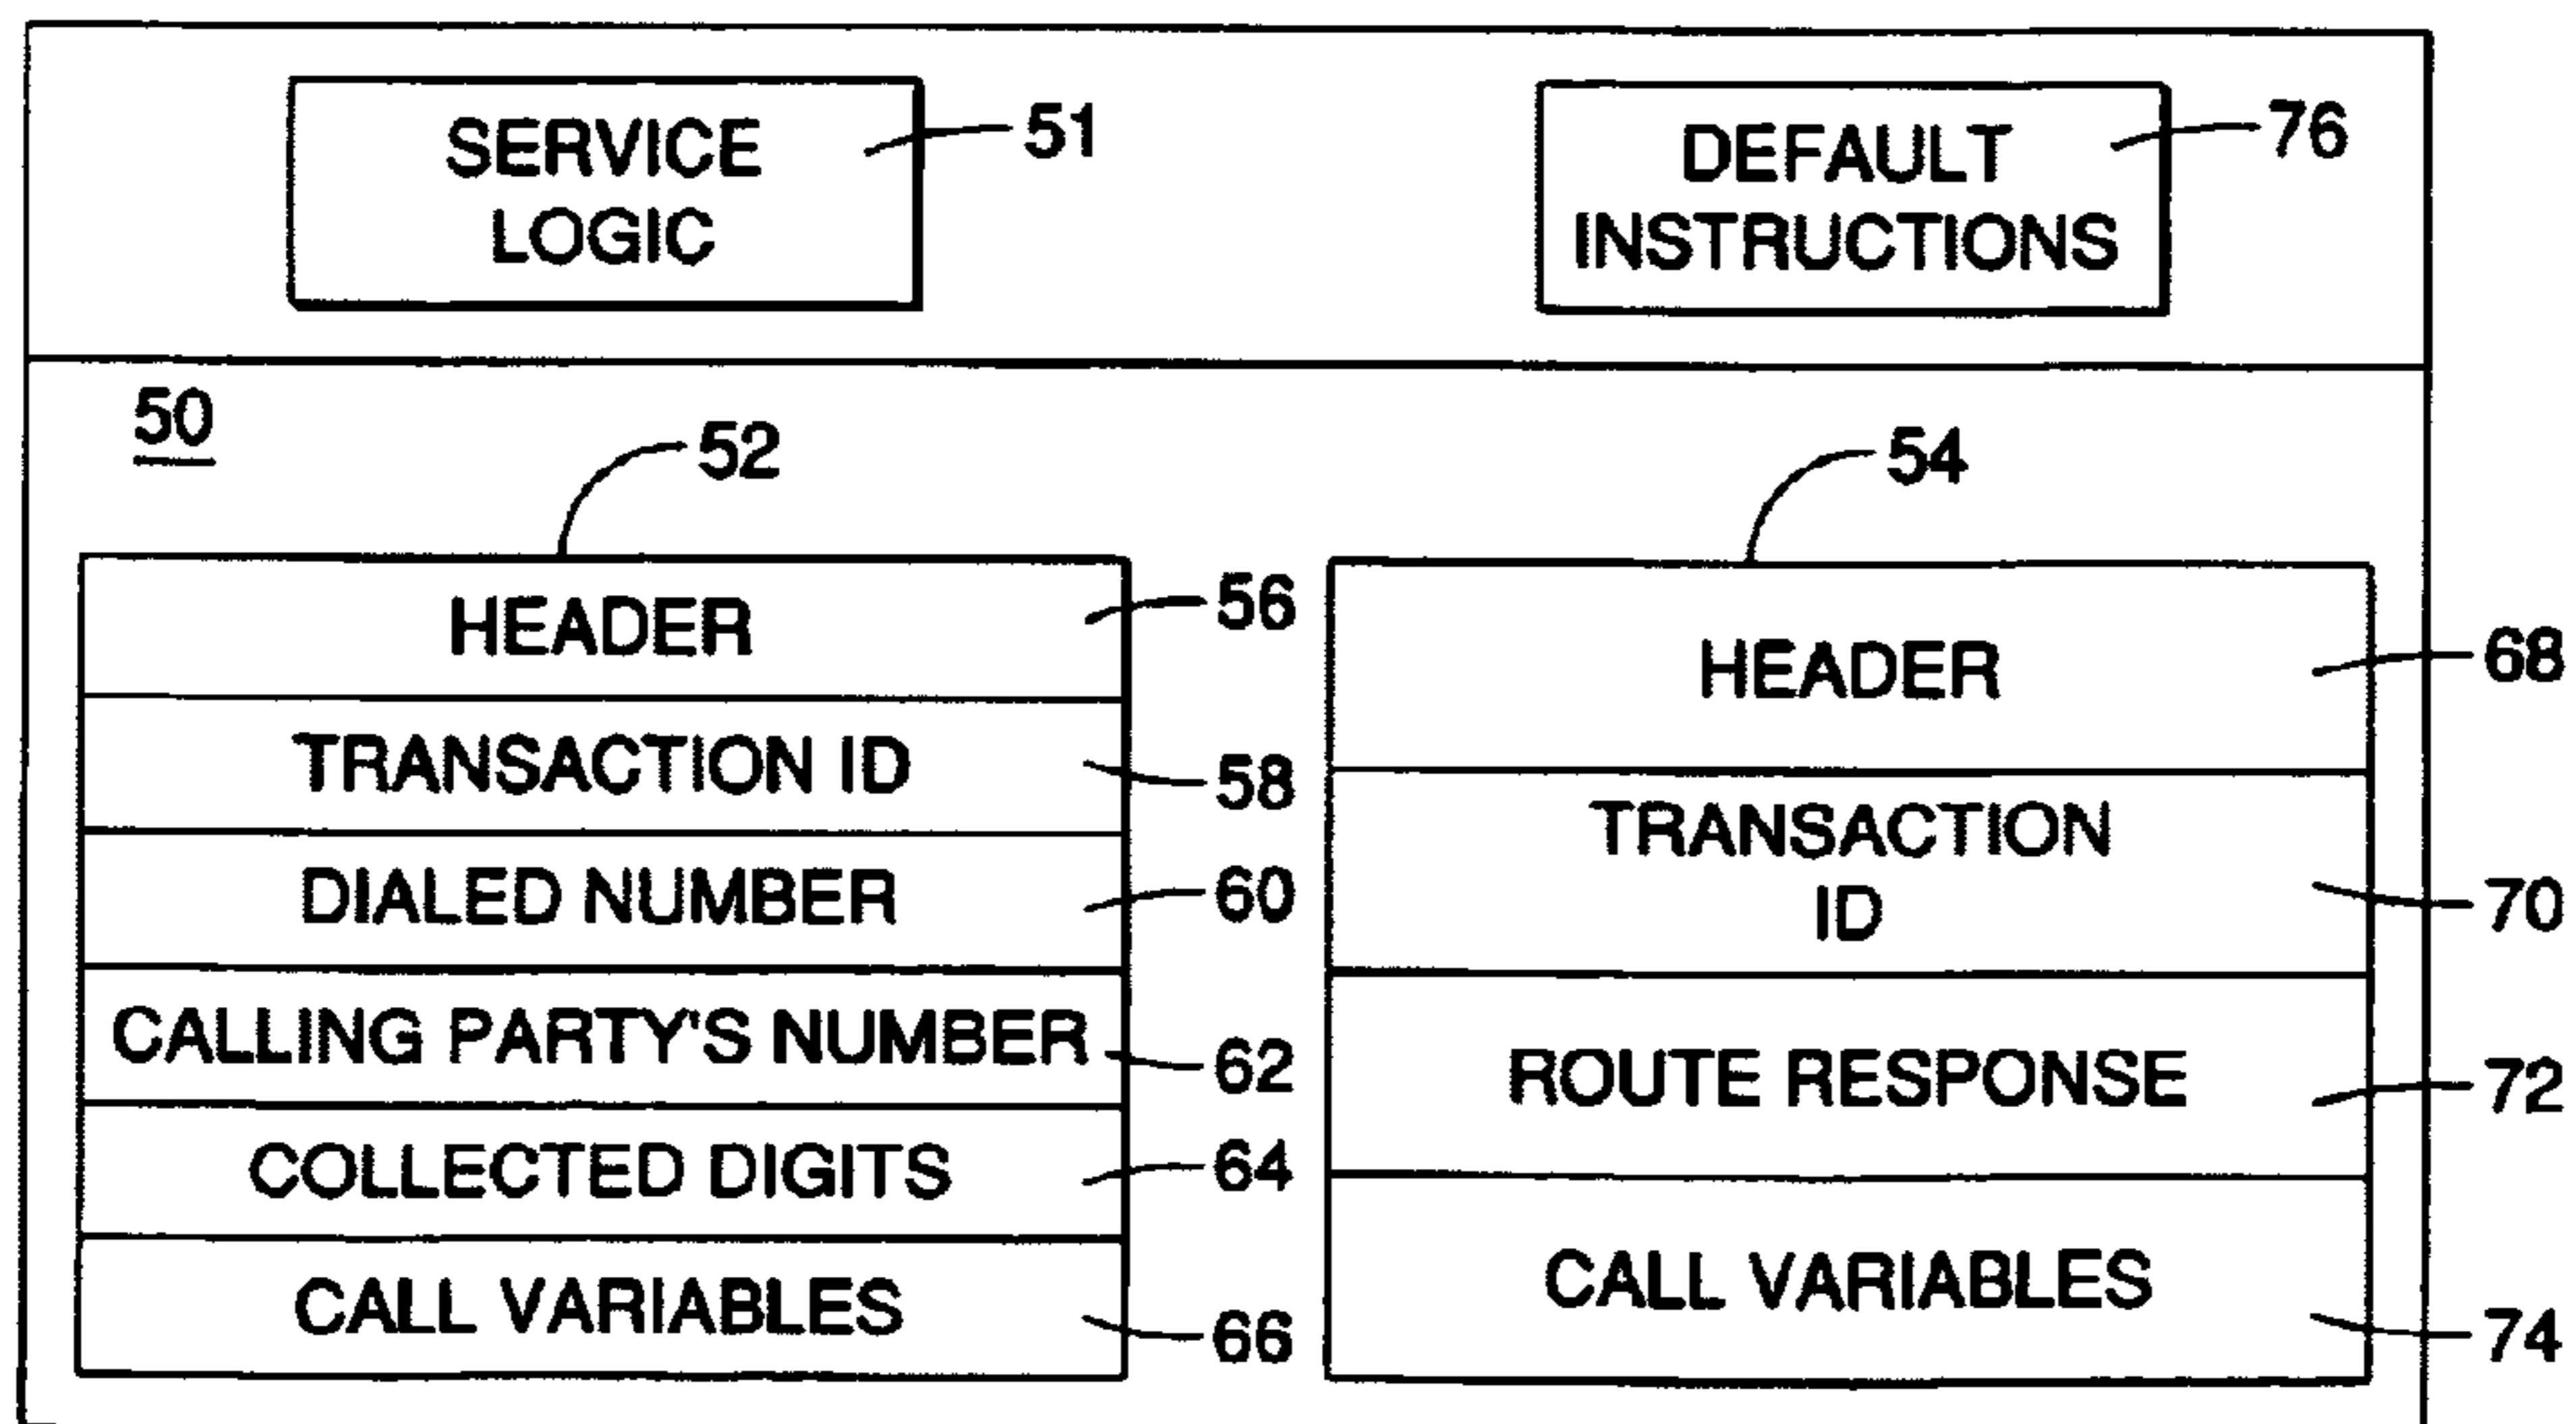 SERVICE
LOGIC
51
DEFAULT
INSTRUCTIONS
76
50
52
HEADER
56
TRANSACTION ID
58
DIALED NUMBER
60
CALLING PARTY'S NUMBER
62
COLLECTED DIGITS
64
CALL VARIABLES
66
54
HEADER
68
TRANSACTION
ID
70
ROUTE RESPONSE
72
CALL VARIABLES
74